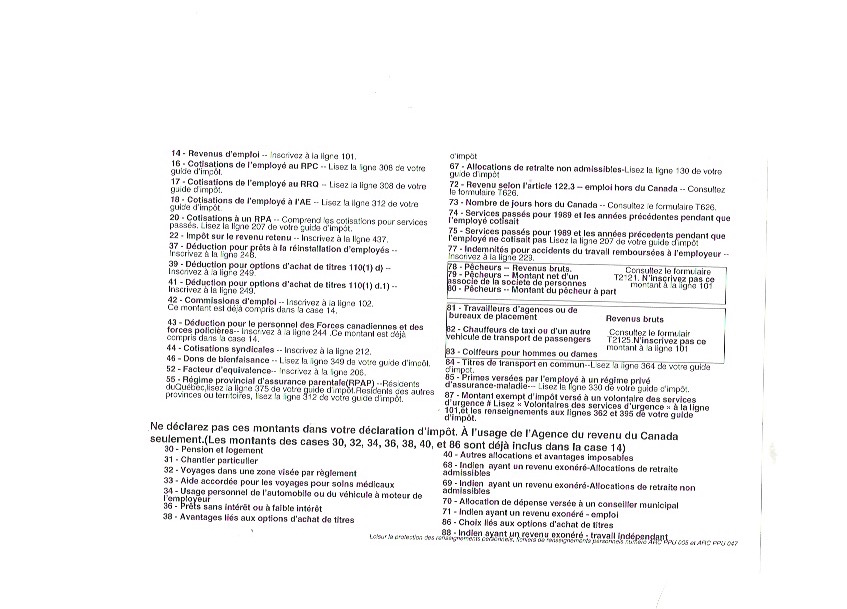 14 - Revenus d'emploi -- Inscrivez à la ligne 101.
16 - Cotisations de l'employé au RPC -- Lisez la ligne 308 de votre
guide d'impôt.
17 - Cotisations de l'employé au RRQ -- Lisez la ligne 308 de votre
guide d'impôt.
18 - Cotisations de l'employé à l'AE -- Lisez la ligne 312 de votre
guide d'impôt.
20 - Cotisations à un RPA -- Comprend les cotisations pour services
passés. Lisez la ligne 207 de votre guide d'impôt.
22 - Impôt sur le revenu retenu -- Inscrivez à la ligne 437.
37 - Déduction pour prêts à la réinstallation d'employés --
Inscrivez à la ligne 248.
39 - Déduction pour options d'achat de titres 110(1) d) --
Inscrivez à la ligne 249.
41 - Déduction pour options d'achat de titres 110(1) d.1) --
Inscrivez à la ligne 249.
42 - Commissions d'emploi -- Inscrivez à la ligne 102.
Ce montant est déjà compris dans la case 14.
43 - Déduction pour le personnel des Forces canadiennes et des
forces policières-- Inscrivez à la ligne 244 .Ce montant est déjà
compris dans la case 14.
44 - Cotisations syndicales -- Inscrivez à la ligne 212.
46 - Dons de bienfaisance -- Lisez la ligne 349 de votre guide d'impôt.
52 - Facteur d'equivalence-- Inscrivez à la ligne 206.
55 - Régime provincial d'assurance parentale(RPAP) --Résidents
duQuébec,lisez la ligne 375 de votre guide d'impôt.Residents des autres
provinces ou territoires, lisez la ligne 312 de votre guide d'impôt.
d'impôt
67 - Allocations de retraite non admissibles-Lisez la ligne 130 de votre
guide d'impôt
72 - Revenu selon l'article 122.3 -- emploi hors du Canada -- Consultez
le formulaire T626.
73 - Nombre de jours hors du Canada -- Consultez le formulaire T626.
74 - Services passés pour 1989 et les années précédentes pendant que
l'employé cotisait
75 - Services passés pour 1989 et les années précedentes pendant que
l'employé ne cotisait pas Lisez la ligne 207 de votre guide d'impôt
77 - Indemnités pour accidents du travail remboursées à l'employeur --
Inscrivez à la ligne 229.
78 - Pêcheurs -- Revenus bruts.
79 - Pêcheurs -- Montant net d'un
associe de la société de personnes
80 - Pêcheurs -- Montant du pêcheur à part
Consultez le formulaire
T2121. N'inscrivez pas ce
montant à la ligne 101
81 - Travailleurs d'agences ou de
bureaux de placement
82 - Chauffeurs de taxi ou d'un autre
vehicule de transport de passengers
83 - Coiffeurs pour hommes ou dames
Revenus bruts
Consultez le formulair
T2125.N'inscrivez pas ce
montant à la ligne 101
84 - Titres de transport en commun--Lisez la ligne 364 de votre guide
d'impôt.
85 - Primes versées par l'employé à un régime privé
d'assurance-maladie--- Lisez la ligne 330 de votre guide d'impôt.
87 - Montant exempt d'impôt versé à un volontaire des services
d'urgence # Lisez « Volontaires des services d'urgence » à la ligne
101,et les renseignements aux lignes 362 et 395 de votre guide
d'impôt.
Ne déclarez pas ces montants dans votre déclaration d'impôt. À l'usage de l'Agence du revenu du Canada
seulement.(Les montants des cases 30, 32, 34, 36, 38, 40, et 86 sont déjà inclus dans la case 14)
30 - Pension et logement
31 - Chantier particulier
32 - Voyages dans une zone visée par règlement
33 - Aide accordée pour les voyages pour soins médicaux
34 - Usage personnel de l'automobile ou du véhicule à moteur de
l'employeur
36 - Prêts sans intérêt ou à faible intérêt
38 - Avantages liés aux options d'achat de titres
40 - Autres allocations et avantages imposables
68 - Indien ayant un revenu exonéré-Allocations de retraite
admissibles
69 - Indien ayant un revenu exonéré-Allocations de retraite non
admissibles
70 - Allocation de dépense versée à un conseiller municipal
71 - Indien ayant un revenu exonéré - emploi
86 - Choix liés aux options d'achat de titres
88 - Indien ayant un revenu exonéré - travail indépendant
Loisur la protection des renseignements personnels, fichiers de renseignements personnels numéro ARC PPU 005 et ARC PPU 047